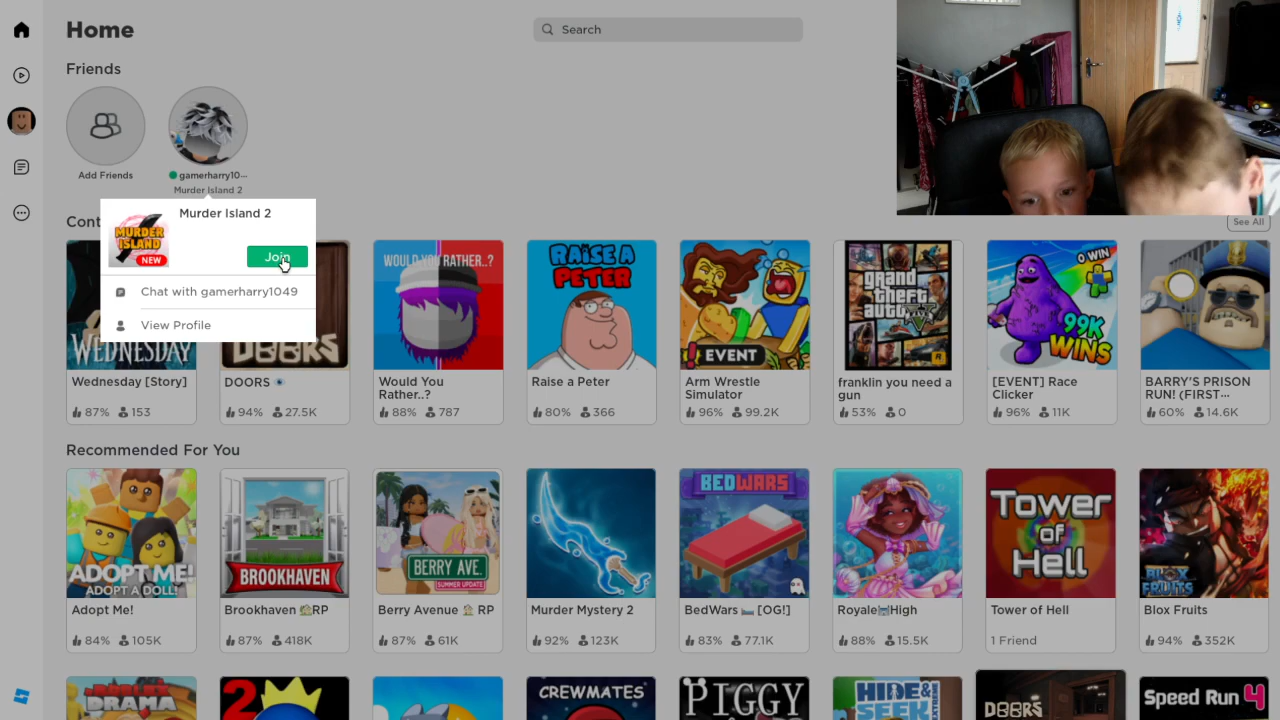 Home
Search
Friends
Add Friends
gamerharry10···
Murder Island 2
Murder Island 2
MURDER
ISLAND
NEW
Join
Chat with gamerharry1049
View Profile
Cont
See All
WEDNESDAY
DOORS
WOULD YOU RATHER..?
RAISE A
PETER
EVENT
grand
theft
auto
V
R
0 WIN
99K
WINS
Wednesday [Story]
87% 153
DOORS
94% 27.5K
Would You
Rather..?
88% 787
Raise a Peter
80% 366
Arm Wrestle
Simulator
96% 99.2K
franklin you need a
gun
53% 0
[EVENT] Race
Clicker
96% 11K
BARRY'S PRISON
RUN! (FIRST···
60% 14.6K
Recommended For You
ADOPT ME!
ADOPT A DOLL!
BROOKHAVEN
BERRY AVE.
SUMMER UPDATE!
BEDWARS
Tower
of
Hell
BLOX
FRUITS
Adopt Me!
84% 105K
Brookhaven 🏡RP
87% 418K
Berry Avenue 🏠 RP
87% 61K
Murder Mystery 2
92% 123K
BedWars 🛏️ [OG!]
83% 77.1K
Royale🏰High
88% 15.5K
Tower of Hell
1 Friend
Blox Fruits
94% 352K
ROBLOX
DRAMA
2
CREWMATES
PIGGY
HIDE&
SEEK
EXTREME
DOORS
Speed Run 4